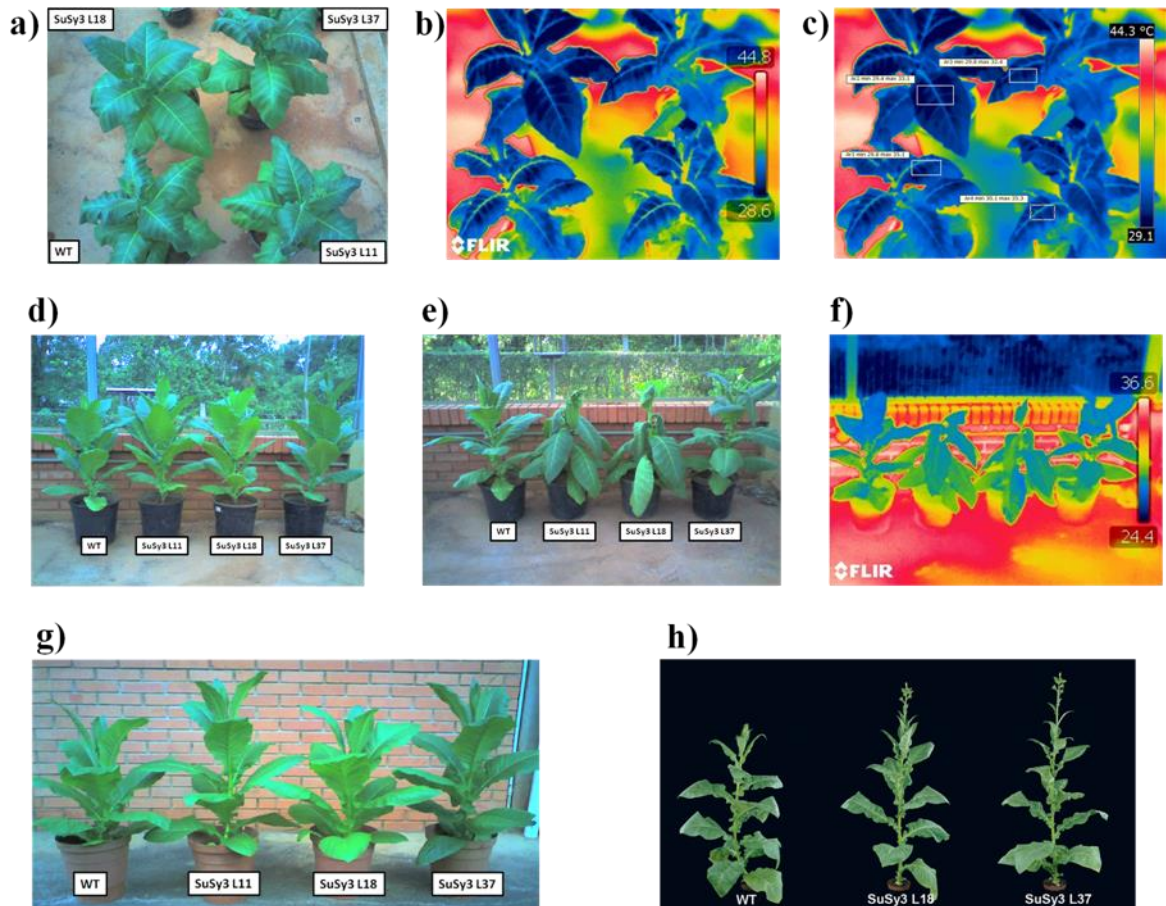 a)
SuSy3 L18
SuSy3 L37
WT
SuSy3 L11
b)
44.8
28.6
FLIR
c)
44.3 °C
29.1
d)
WT
SuSy3 L11
SuSy3 L18
SuSy3 L37
e)
WT
SuSy3 L11
SuSy3 L18
SuSy3 L37
f)
36.6
24.4
FLIR
g)
WT
SuSy3 L11
SuSy3 L18
SuSy3 L37
h)
WT
SuSy3 L18
SuSy3 L37